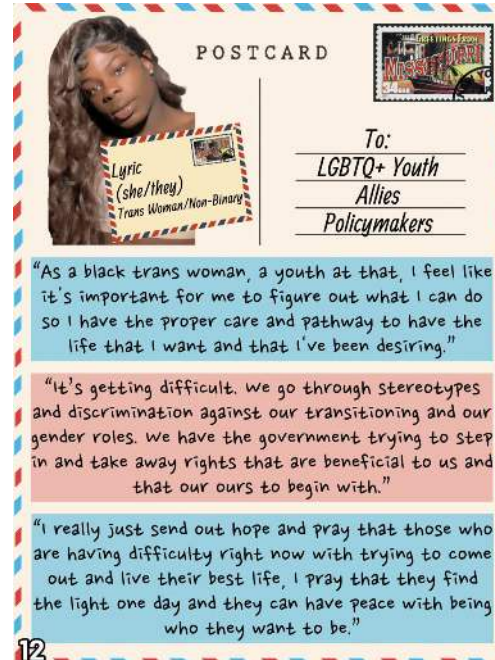 POSTCARD
GREETINGS FROM
MISSISSIPPI
34
Lyric
(she/they)
Trans Woman/Non-Binary
To:
LGBTQ+ Youth
Allies
Policymakers
“As a black trans woman, a youth at that, I feel like
it's important for me to figure out what I can do
so I have the proper care and pathway to have the
life that I want and that I've been desiring.”
“It's getting difficult. We go through stereotypes
and discrimination against our transitioning and our
gender roles. We have the government trying to step
in and take away rights that are beneficial to us and
that our ours to begin with.”
“I really just send out hope and pray that those who
are having difficulty right now with trying to come
out and live their best life, I pray that they find
the light one day and they can have peace with being
who they want to be.”
12